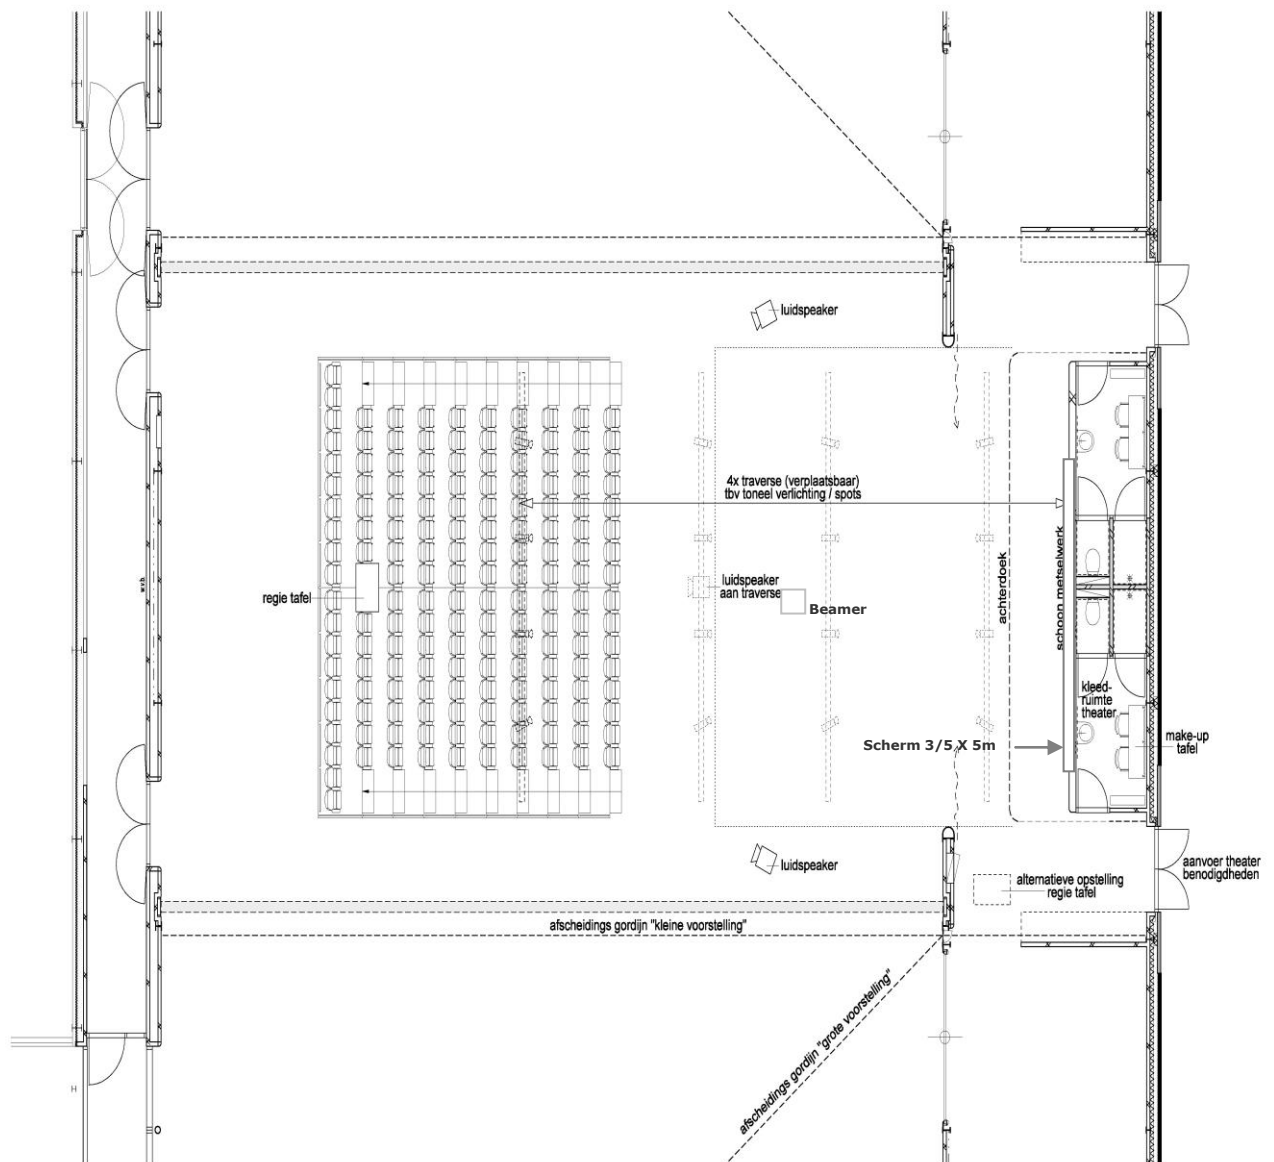 luidspeaker
4x traverse (verplaatsbaar)
tbv toneel verlichting / spots
achterdoek
schoon metselwerk
regie tafel
luidspeaker
aan traverse
Beamer
kleed-
ruimte
theater
Scherm 3/5 X 5m
make-up
tafel
luidspeaker
aanvoer theater
benodigdheden
alternatieve opstelling
regie tafel
afscheidings gordijn "kleine voorstelling"
afscheidings gordijn "grote voorstelling"
H